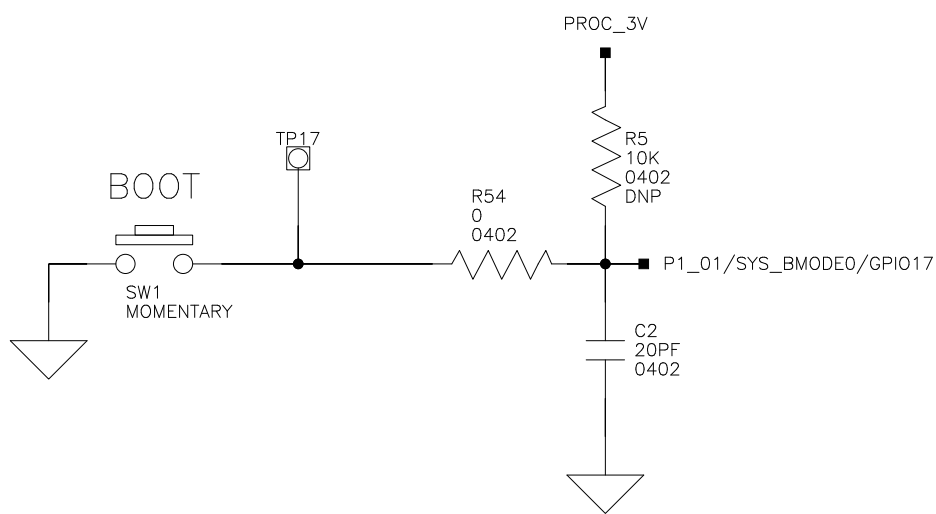 PROC_3V
TP17
R5
10K
0402
DNP
BOOT
R54
0
0402
P1_01/SYS_BMODE0/GPIO17
SW1
MOMENTARY
C2
20PF
0402